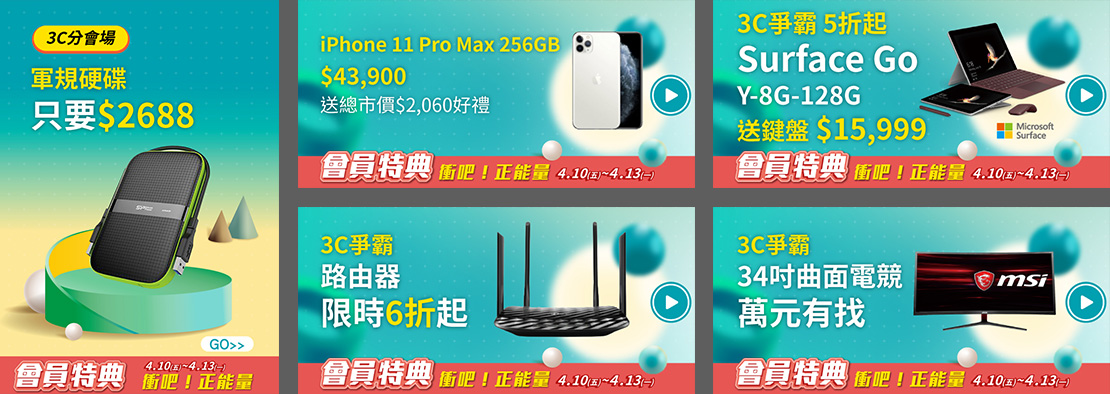 3C分會場
軍規硬碟
只要$2688
GO>>
會員特典
4.10(五)~4.13(一)
衝吧！正能量
iPhone 11 Pro Max 256GB
$43,900
送總市價$2,060好禮
會員特典 衝吧！正能量 4.10(五)~4.13(一)
3C爭霸 5折起
Surface Go
Y-8G-128G
送鍵盤 $15,999
Microsoft
Surface
會員特典 衝吧！正能量 4.10(五)~4.13(一)
3C爭霸
路由器
限時6折起
會員特典 衝吧！正能量 4.10(五)~4.13(一)
3C爭霸
34吋曲面電競
萬元有找
msi
會員特典 衝吧！正能量 4.10(五)~4.13(一)